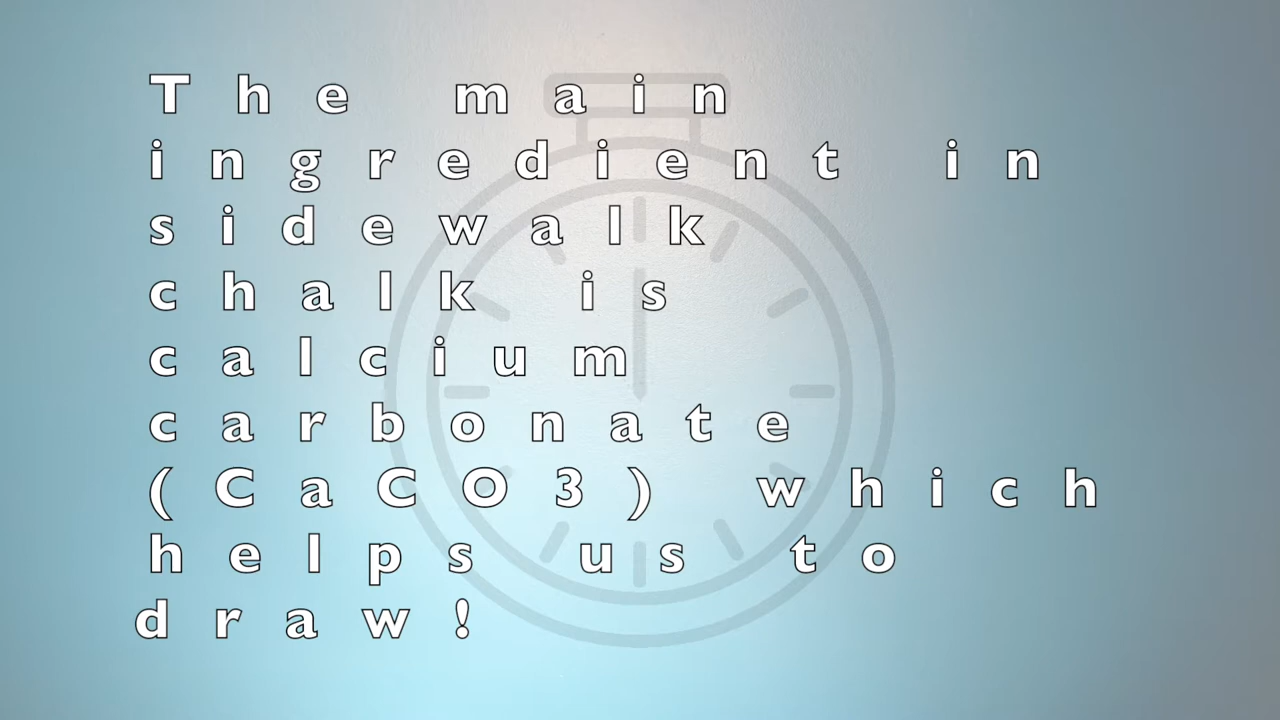 The main
ingredient in
sidewalk
chalk is
calcium
carbonate
(CaCO3) which
helps us to
draw!